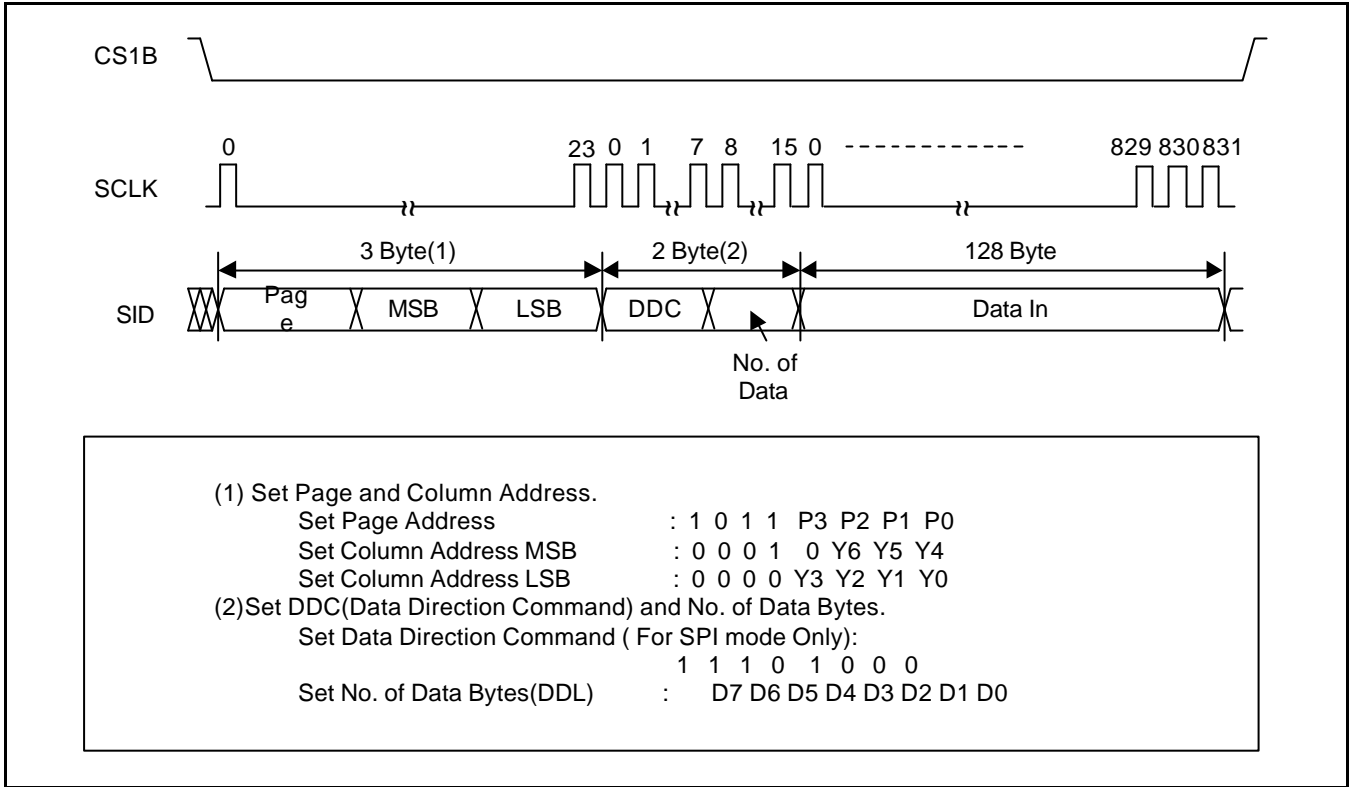 CS1B
0 23 0 1 7 8 15 0 829 830 831
SCLK
3 Byte(1) 2 Byte(2) 128 Byte
SID Pag e MSB LSB DDC Data In
No. of
Data
(1) Set Page and Column Address.
Set Page Address : 1 0 1 1 P3 P2 P1 P0
Set Column Address MSB : 0 0 0 1 0 Y6 Y5 Y4
Set Column Address LSB : 0 0 0 0 Y3 Y2 Y1 Y0
(2)Set DDC(Data Direction Command) and No. of Data Bytes.
Set Data Direction Command ( For SPI mode Only):
1 1 1 0 1 0 0 0
Set No. of Data Bytes(DDL) : D7 D6 D5 D4 D3 D2 D1 D0